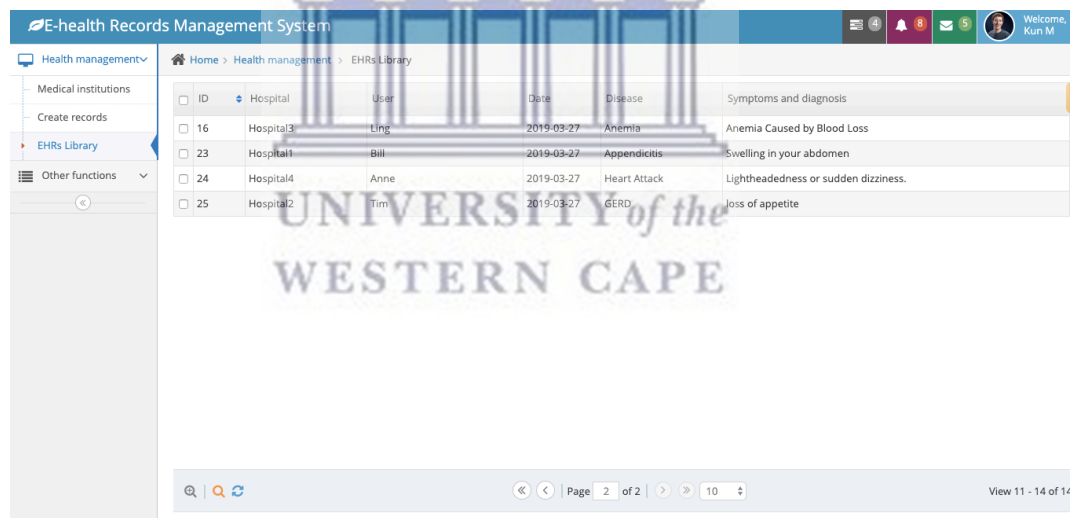 E-health Records Management System
4
8
5
Welcome,
Kun M
Health management
Medical institutions
Create records
EHRs Library
Other functions
Home > Health management > EHRs Library
ID Hospital User Date Disease Symptoms and diagnosis
16 Hospital3 Ling 2019-03-27 Anemia Anemia Caused by Blood Loss
23 Hospital1 Bill 2019-03-27 Appendicitis Swelling in your abdomen
24 Hospital4 Anne 2019-03-27 Heart Attack Lightheadedness or sudden dizziness.
25 Hospital2 Tim 2019-03-27 GERD loss of appetite
UNIVERSITY of the
WESTERN CAPE
Page 2 of 2 10
View 11 - 14 of 14